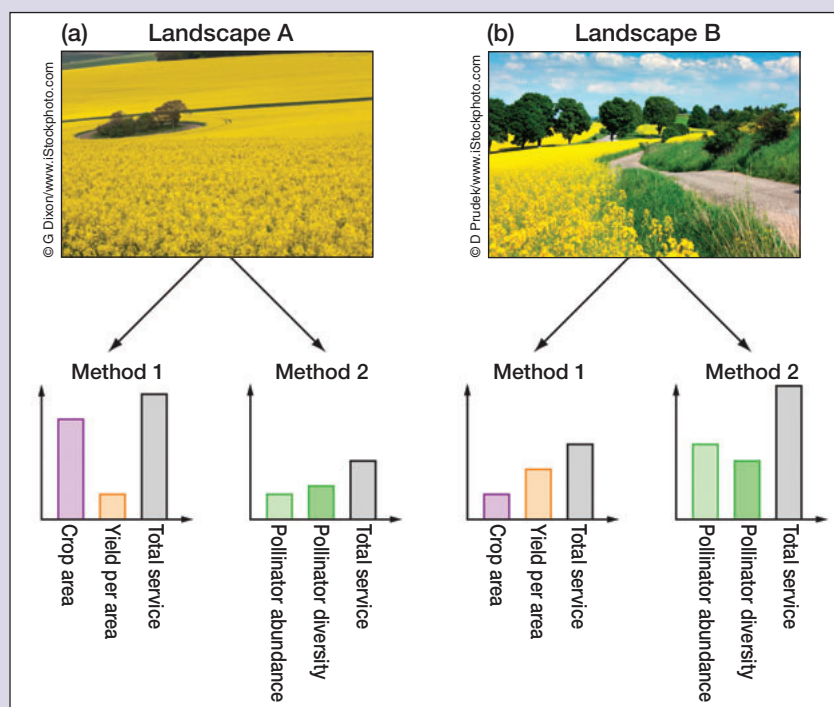 (a) Landscape A
© G Dixon/www.iStockphoto.com
Method 1
Crop area
Yield per area
Total service
Method 2
Pollinator abundance
Pollinator diversity
Total service
(b) Landscape B
© D Prudek/www.iStockphoto.com
Method 1
Crop area
Yield per area
Total service
Method 2
Pollinator abundance
Pollinator diversity
Total service